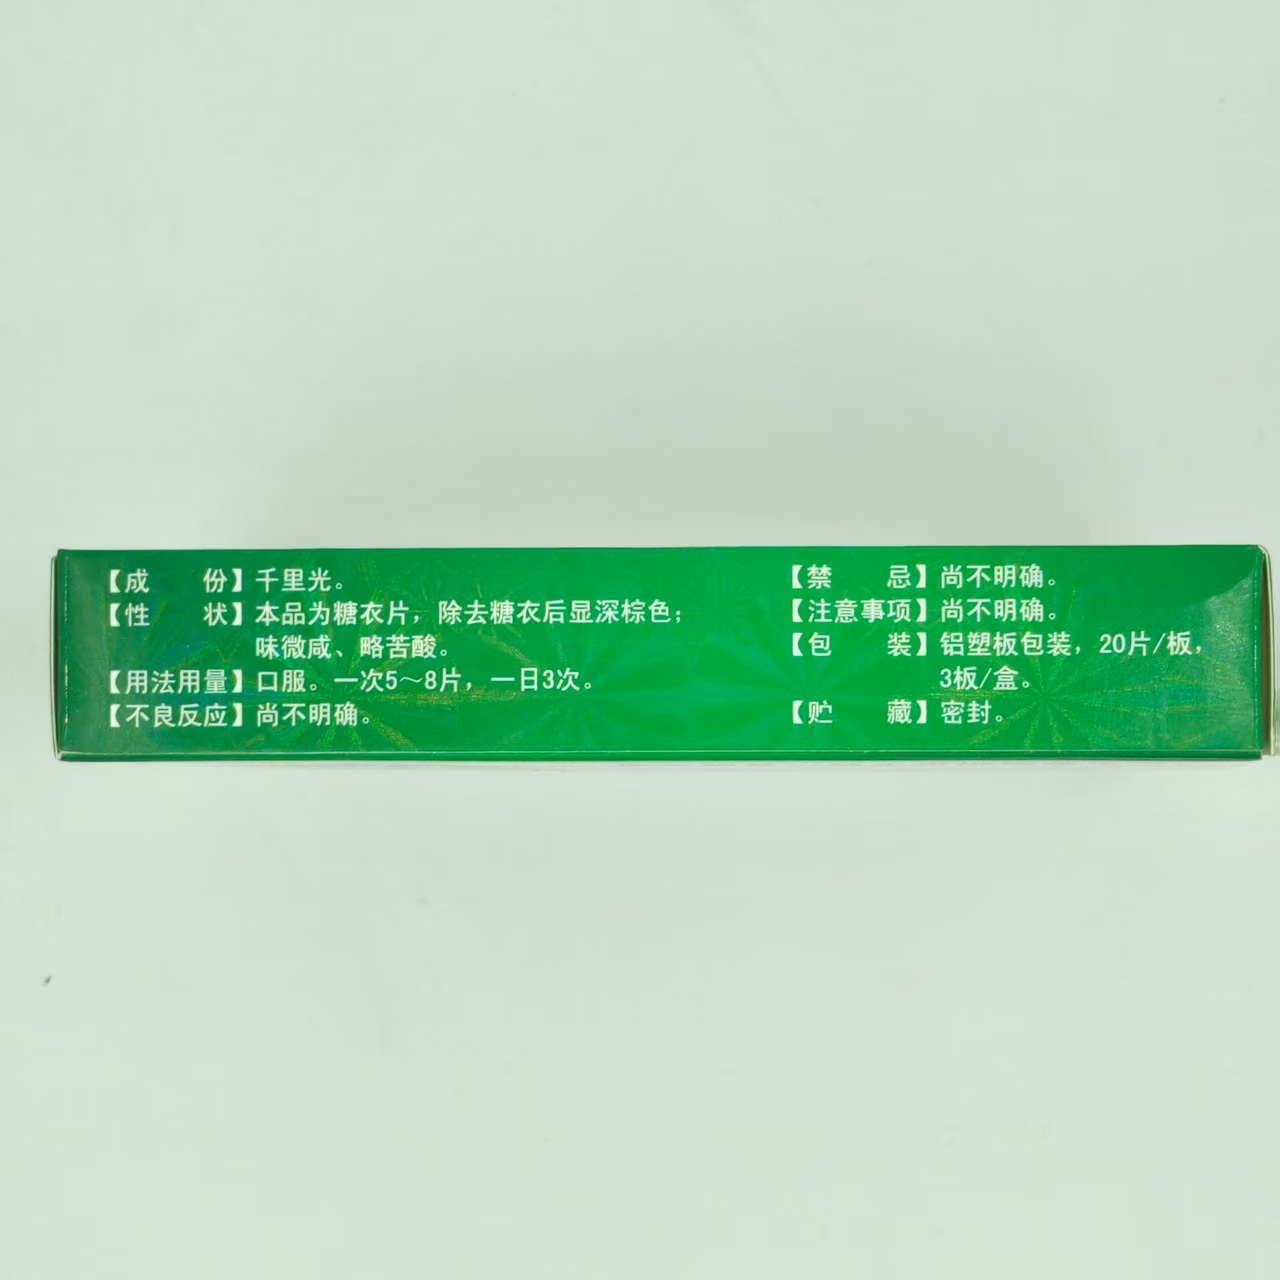 【成　　份】千里光。
【性　　状】本品为糖衣片，除去糖衣后显深棕色；
味微咸、略苦酸。
【用法用量】口服。一次5～8片，一日3次。
【不良反应】尚不明确。
【禁　　忌】尚不明确。
【注意事项】尚不明确。
【包　　装】铝塑板包装，20片/板，
3板/盒。
【贮　　藏】密封。